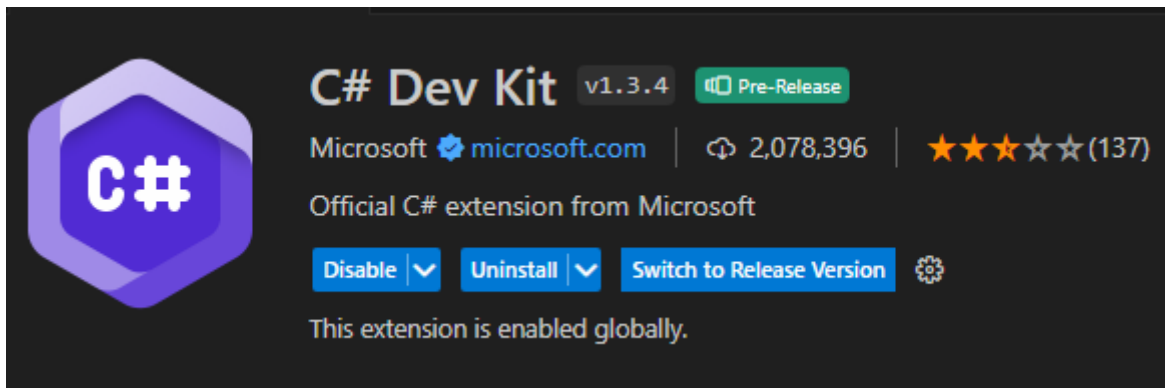 C#
C# Dev Kit v1.3.4 Pre-Release
Microsoft microsoft.com 2,078,396 (137)
Official C# extension from Microsoft
Disable Uninstall Switch to Release Version
This extension is enabled globally.